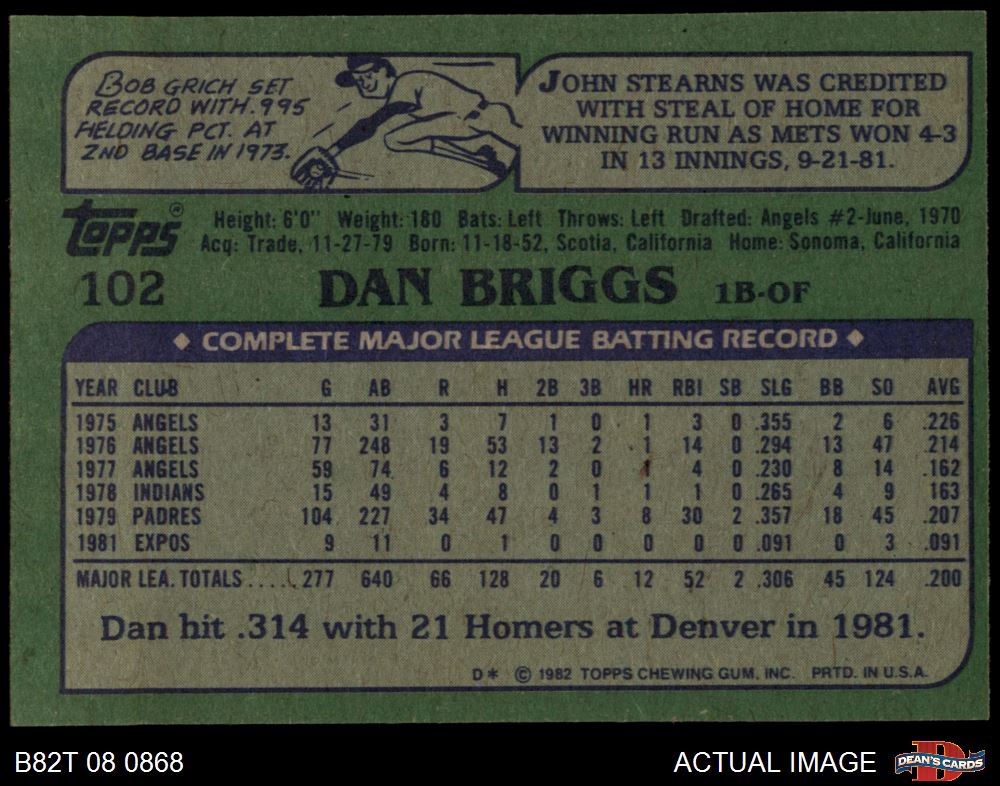 BOB GRICH SET
RECORD WITH .995
FIELDING PCT. AT
2ND BASE IN 1973.
JOHN STEARNS WAS CREDITED
WITH STEAL OF HOME FOR
WINNING RUN AS METS WON 4-3
IN 13 INNINGS, 9-21-81.
Topps®
Height: 6'0" Weight: 180 Bats: Left Throws: Left Drafted: Angels #2-June, 1970
Acq: Trade, 11-27-79 Born: 11-18-52, Scotia, California Home: Sonoma, California
102 DAN BRIGGS 1B-OF
◆ COMPLETE MAJOR LEAGUE BATTING RECORD ◆
YEAR CLUB G AB R H 2B 3B HR RBI SB SLG BB SO AVG
1975 ANGELS 13 31 3 7 1 0 1 3 0 .355 2 6 .226
1976 ANGELS 77 248 19 53 13 2 1 14 0 .294 13 47 .214
1977 ANGELS 59 74 6 12 2 0 1 4 0 .230 8 14 .162
1978 INDIANS 15 49 4 8 0 1 1 1 0 .265 4 9 163
1979 PADRES 104 227 34 47 4 3 8 30 2 .357 18 45 .207
1981 EXPOS 9 11 0 1 0 0 0 0 0 .091 0 3 .091
MAJOR LEA. TOTALS.....277 640 66 128 20 6 12 52 2 .306 45 124 .200
Dan hit .314 with 21 Homers at Denver in 1981.
D* © 1982 TOPPS CHEWING GUM, INC. PRTD. IN U.S.A.
B82T 08 0868 ACTUAL IMAGE D DEAN'S CARDS